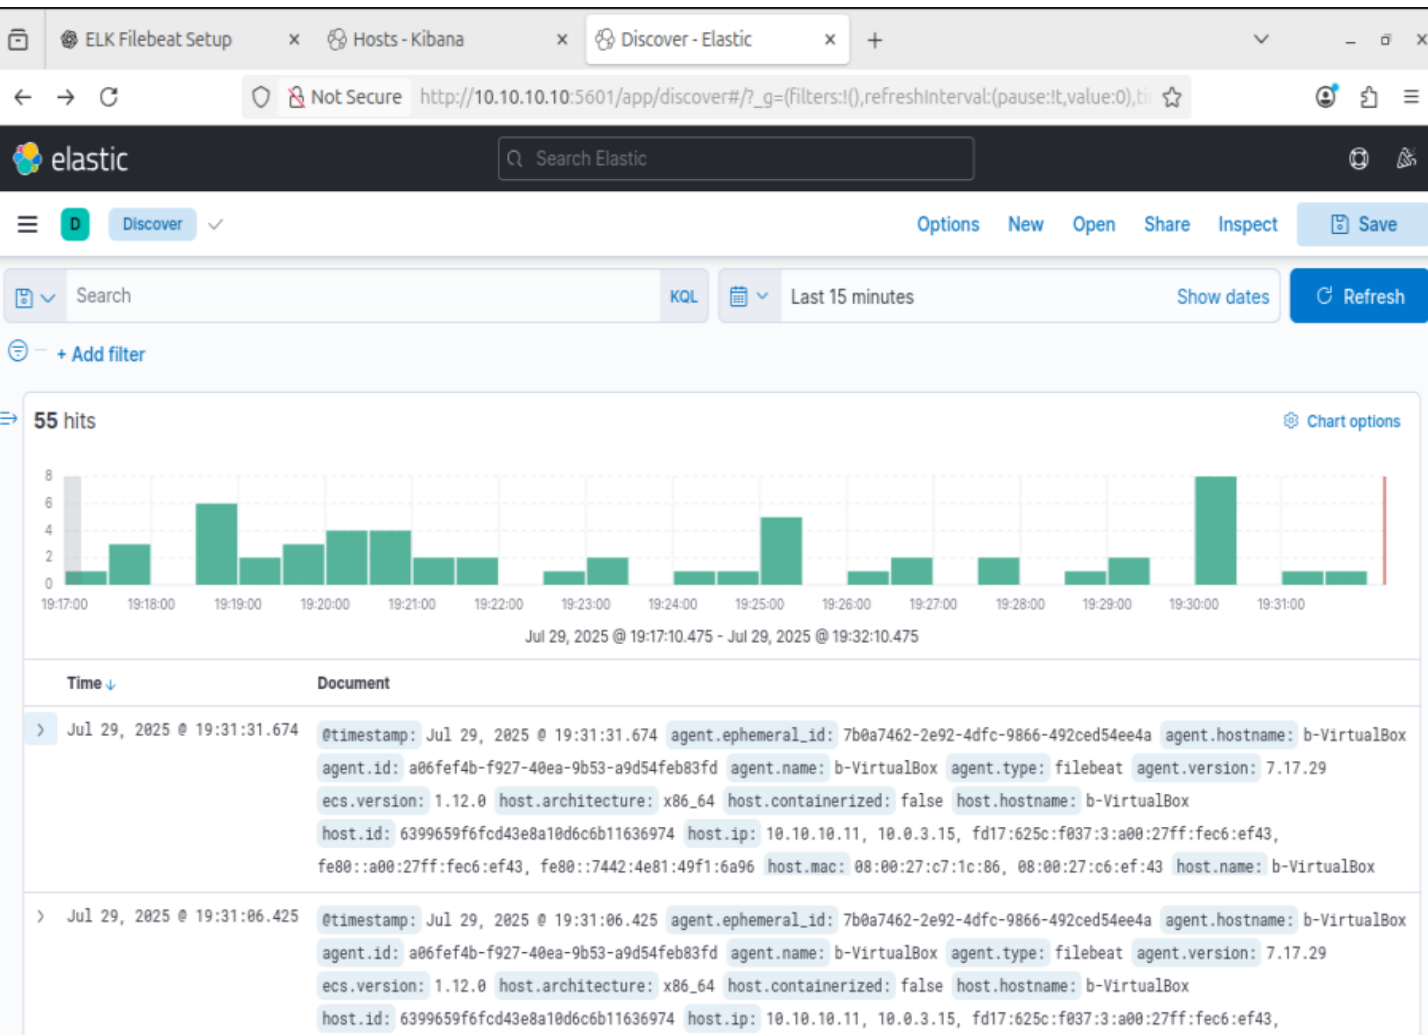 ELK Filebeat Setup × Hosts - Kibana × Discover - Elastic × +
Not Secure http://10.10.10.10:5601/app/discover#/?_g=(filters:!(),refreshInterval:(pause:!t,value:0),ti
elastic Search Elastic
D Discover Options New Open Share Inspect Save
Search KQL Last 15 minutes Show dates Refresh
+ Add filter
55 hits Chart options
8
6
4
2
0
19:17:00 19:18:00 19:19:00 19:20:00 19:21:00 19:22:00 19:23:00 19:24:00 19:25:00 19:26:00 19:27:00 19:28:00 19:29:00 19:30:00 19:31:00
Jul 29, 2025 @ 19:17:10.475 - Jul 29, 2025 @ 19:32:10.475
Time Document
Jul 29, 2025 @ 19:31:31.674 @timestamp: Jul 29, 2025 @ 19:31:31.674 agent.ephemeral_id: 7b0a7462-2e92-4dfc-9866-492ced54ee4a agent.hostname: b-VirtualBox
agent.id: a06fef4b-f927-40ea-9b53-a9d54feb83fd agent.name: b-VirtualBox agent.type: filebeat agent.version: 7.17.29
ecs.version: 1.12.0 host.architecture: x86_64 host.containerized: false host.hostname: b-VirtualBox
host.id: 6399659f6fcd43e8a10d6c6b11636974 host.ip: 10.10.10.11, 10.0.3.15, fd17:625c:f037:3:a00:27ff:fec6:ef43,
fe80::a00:27ff:fec6:ef43, fe80::7442:4e81:49f1:6a96 host.mac: 08:00:27:c7:1c:86, 08:00:27:c6:ef:43 host.name: b-VirtualBox
Jul 29, 2025 @ 19:31:06.425 @timestamp: Jul 29, 2025 @ 19:31:06.425 agent.ephemeral_id: 7b0a7462-2e92-4dfc-9866-492ced54ee4a agent.hostname: b-VirtualBox
agent.id: a06fef4b-f927-40ea-9b53-a9d54feb83fd agent.name: b-VirtualBox agent.type: filebeat agent.version: 7.17.29
ecs.version: 1.12.0 host.architecture: x86_64 host.containerized: false host.hostname: b-VirtualBox
host.id: 6399659f6fcd43e8a10d6c6b11636974 host.ip: 10.10.10.11, 10.0.3.15, fd17:625c:f037:3:a00:27ff:fec6:ef43,